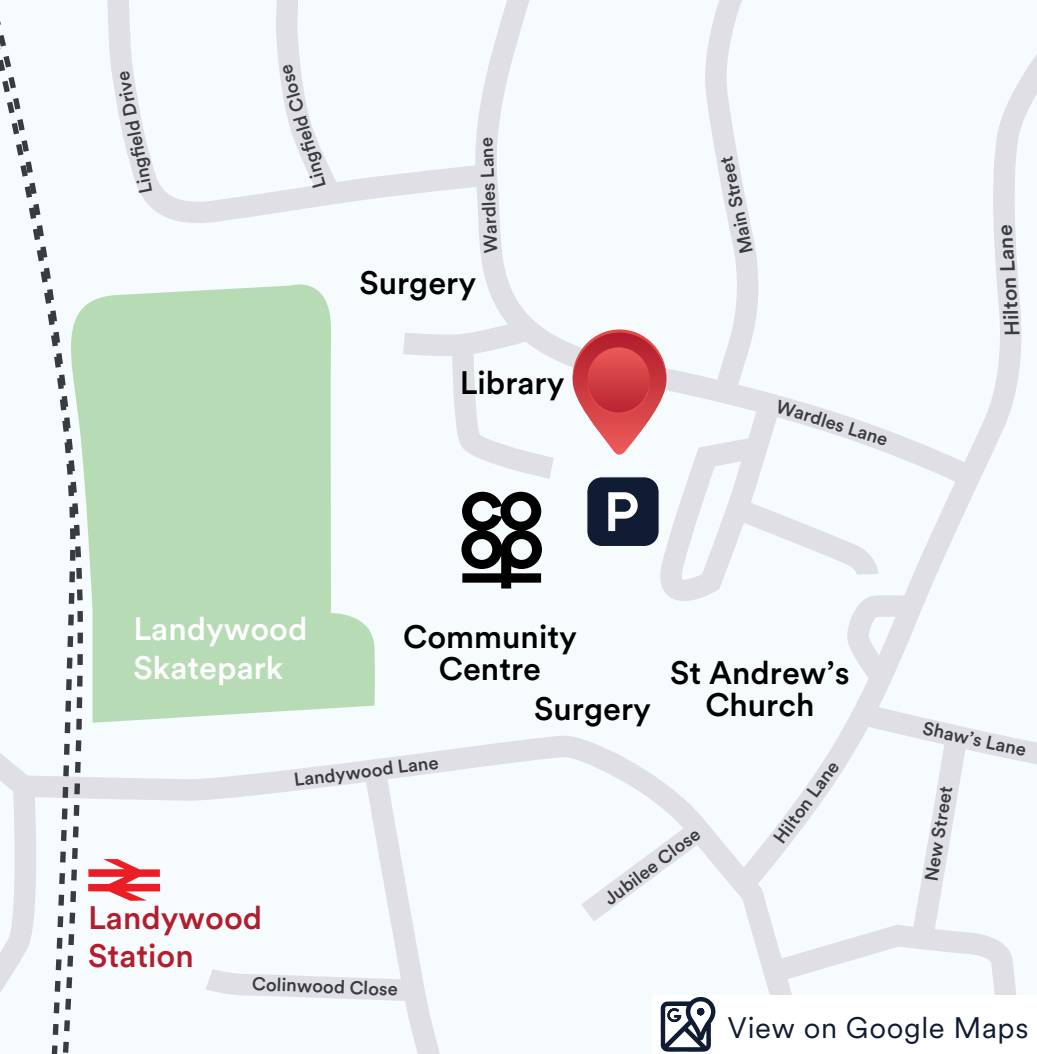 Lingfield Drive
Lingfield Close
Wardles Lane
Main Street
Hilton Lane
Surgery
Library
Wardles Lane
P
CO
OP
Landywood
Skatepark
Community
Centre
St Andrew's
Church
Surgery
Shaw's Lane
Landywood Lane
Hilton Lane
New Street
Jubilee Close
Landywood
Station
Colinwood Close
G
View on Google Maps